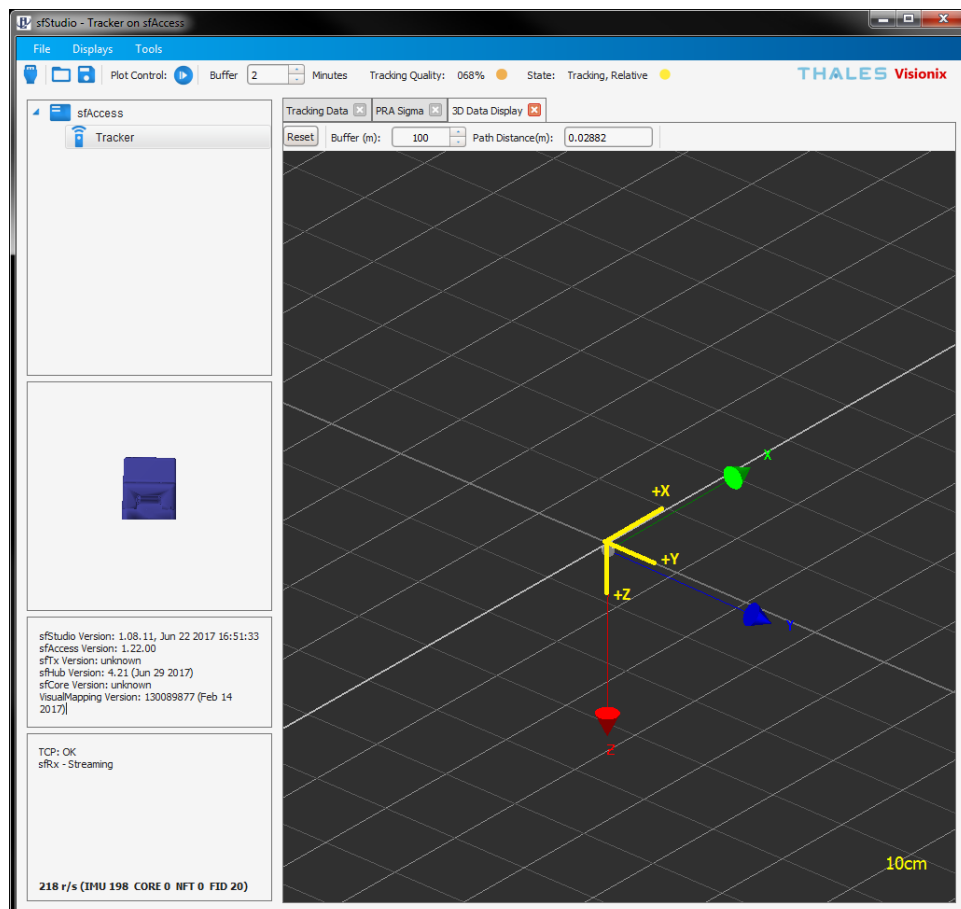 sfStudio - Tracker on sfAccess
File Displays Tools
Plot Control: Buffer 2 Minutes Tracking Quality: 068% State: Tracking, Relative THALES Visionix
sfAccess
Tracker
Tracking Data PRA Sigma 3D Data Display
Reset Buffer (m): 100 Path Distance(m): 0.02882
X
+X
+Y
+Z
Y
Z
10cm
sfStudio Version: 1.08.11, Jun 22 2017 16:51:33
sfAccess Version: 1.22.00
sfTx Version: unknown
sfHub Version: 4.21 (Jun 29 2017)
sfCore Version: unknown
VisualMapping Version: 130089877 (Feb 14
2017)
TCP: OK
sfRx - Streaming
218 r/s (IMU 198 CORE 0 NFT 0 FID 20)